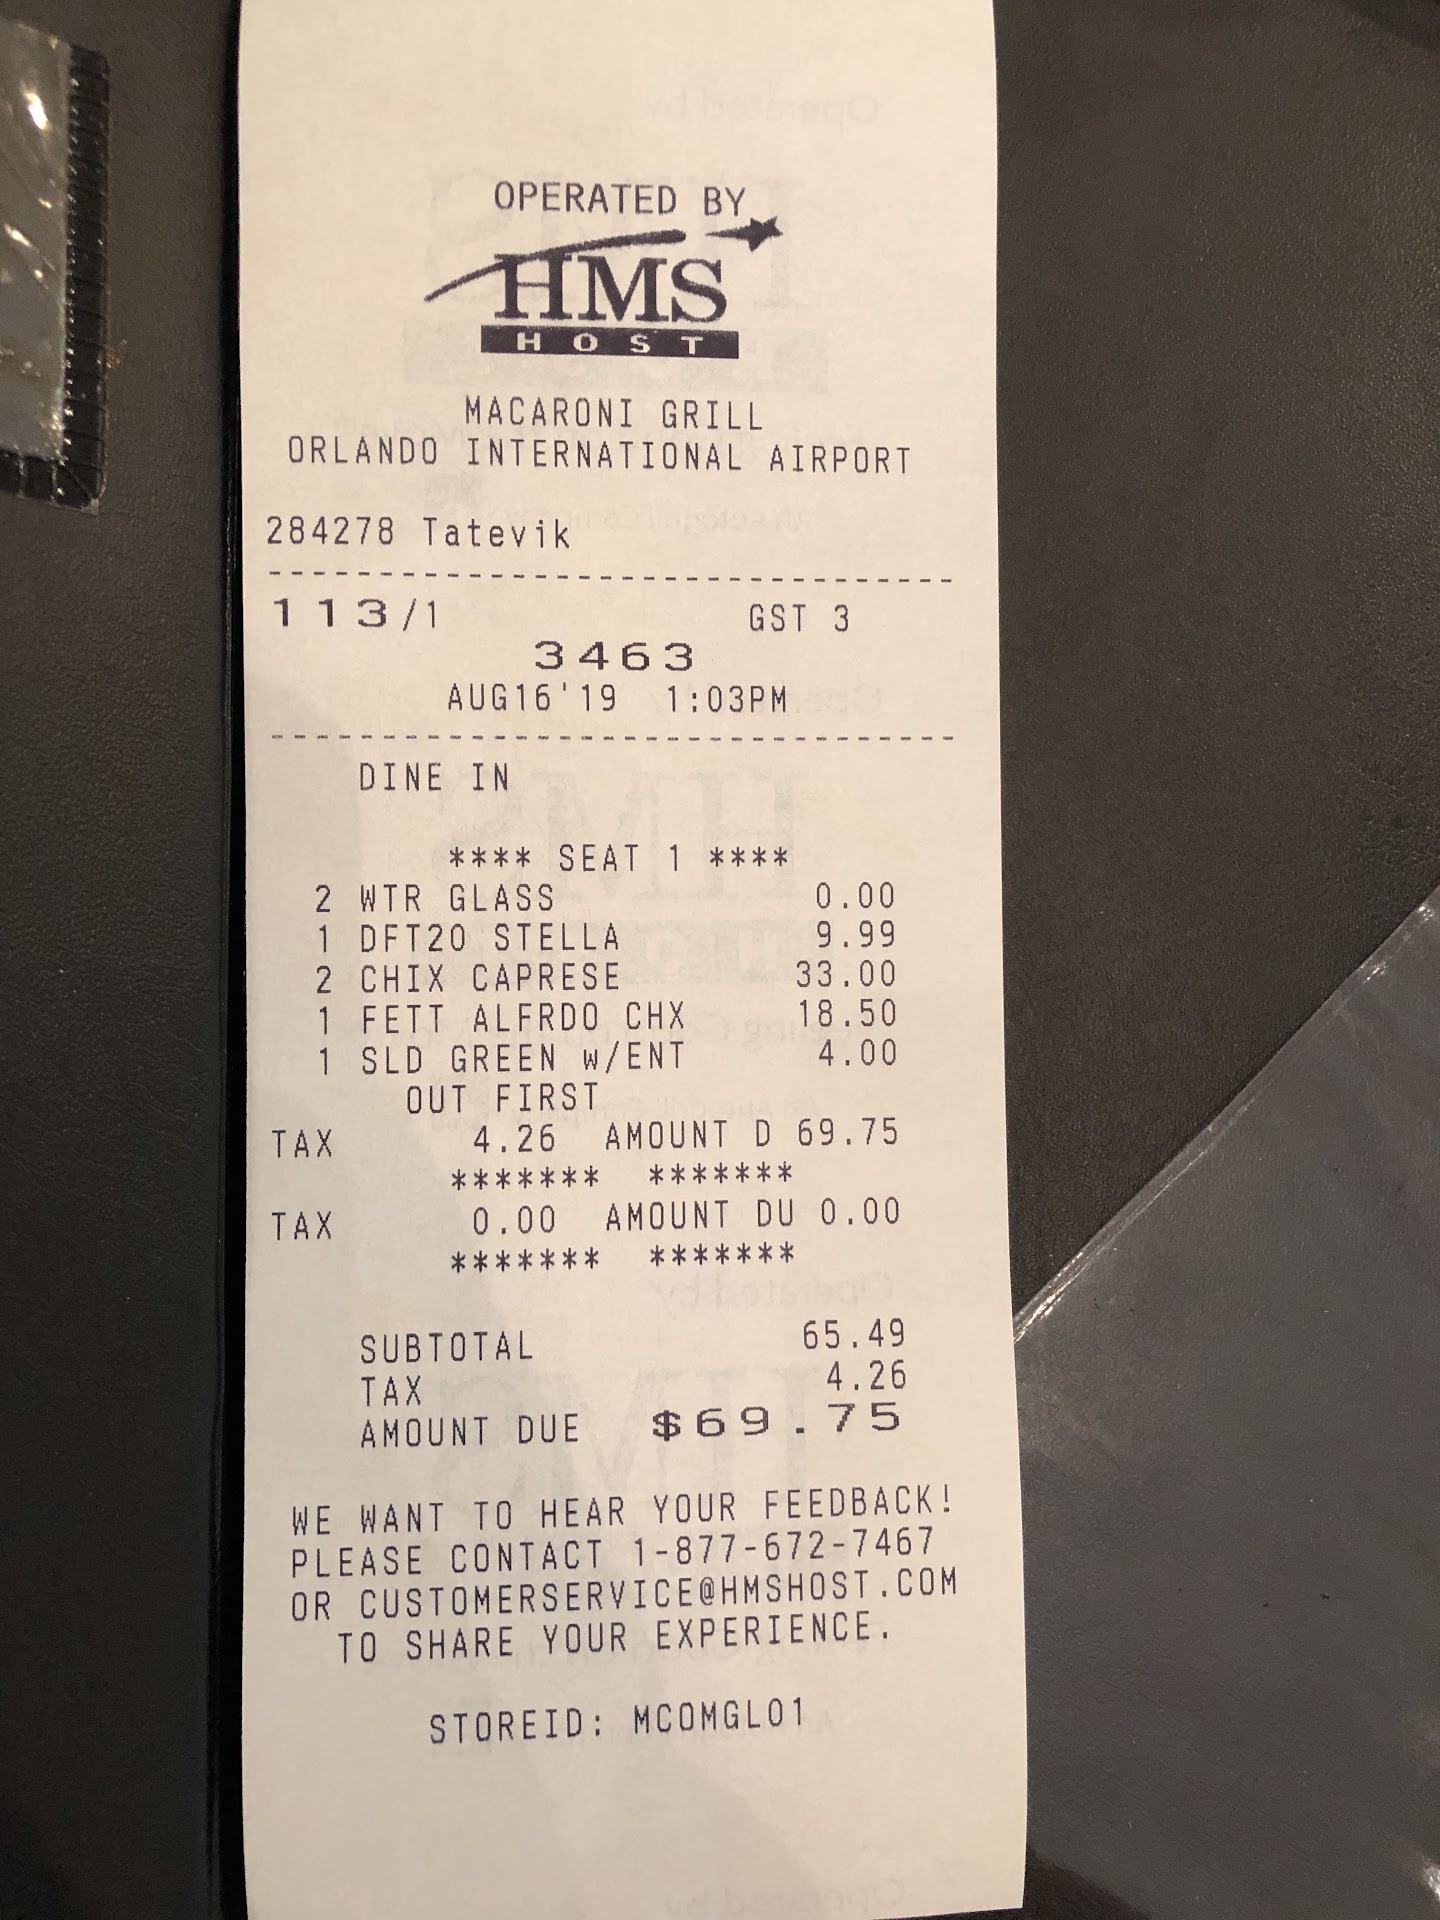 OPERATED BY
HMS
HOST
MACARONI GRILL
ORLANDO INTERNATIONAL AIRPORT
284278 Tatevik
--------------------------------
113/1 GST 3
3463
AUG16'19 1:03PM
--------------------------------
DINE IN
**** SEAT 1 ****
2 WTR GLASS 0.00
1 DFT20 STELLA 9.99
2 CHIX CAPRESE 33.00
1 FETT ALFRDO CHX 18.50
1 SLD GREEN w/ENT 4.00
OUT FIRST
TAX 4.26 AMOUNT D 69.75
******* *******
TAX 0.00 AMOUNT DU 0.00
******* *******
SUBTOTAL 65.49
TAX 4.26
AMOUNT DUE $69.75
WE WANT TO HEAR YOUR FEEDBACK!
PLEASE CONTACT 1-877-672-7467
OR CUSTOMERSERVICE@HMSHOST.COM
TO SHARE YOUR EXPERIENCE.
STOREID: MCOMGL01